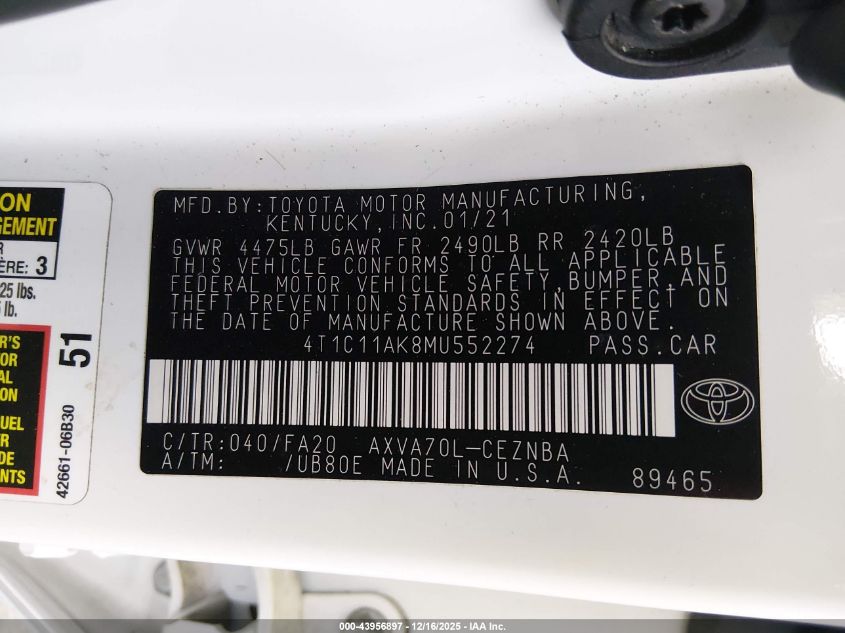 MFD.BY:TOYOTA MOTOR MANUFACTURING,
KENTUCKY,INC.01/21
GVWR 4475LB GAWR FR 2490LB RR 2420LB
THIS VEHICLE CONFORMS TO ALL APPLICABLE
FEDERAL MOTOR VEHICLE SAFETY,BUMPER,AND
THEFT PREVENTION STANDARDS IN EFFECT ON
THE DATE OF MANUFACTURE SHOWN ABOVE.
4T1C11AK8MU552274 PASS.CAR
C/TR:040/FA20 AXVA70L-CEZNBA
A/TM: /UB80E MADE IN U.S.A.
89465
ON
GEMENT
R
ÈRE: 3
25 lbs.
lb.
R'S
FOR
AL
ON
UEL
R
DE
ENTS
51
42661-06B30
000-43956897 - 12/16/2025 - IAA Inc.